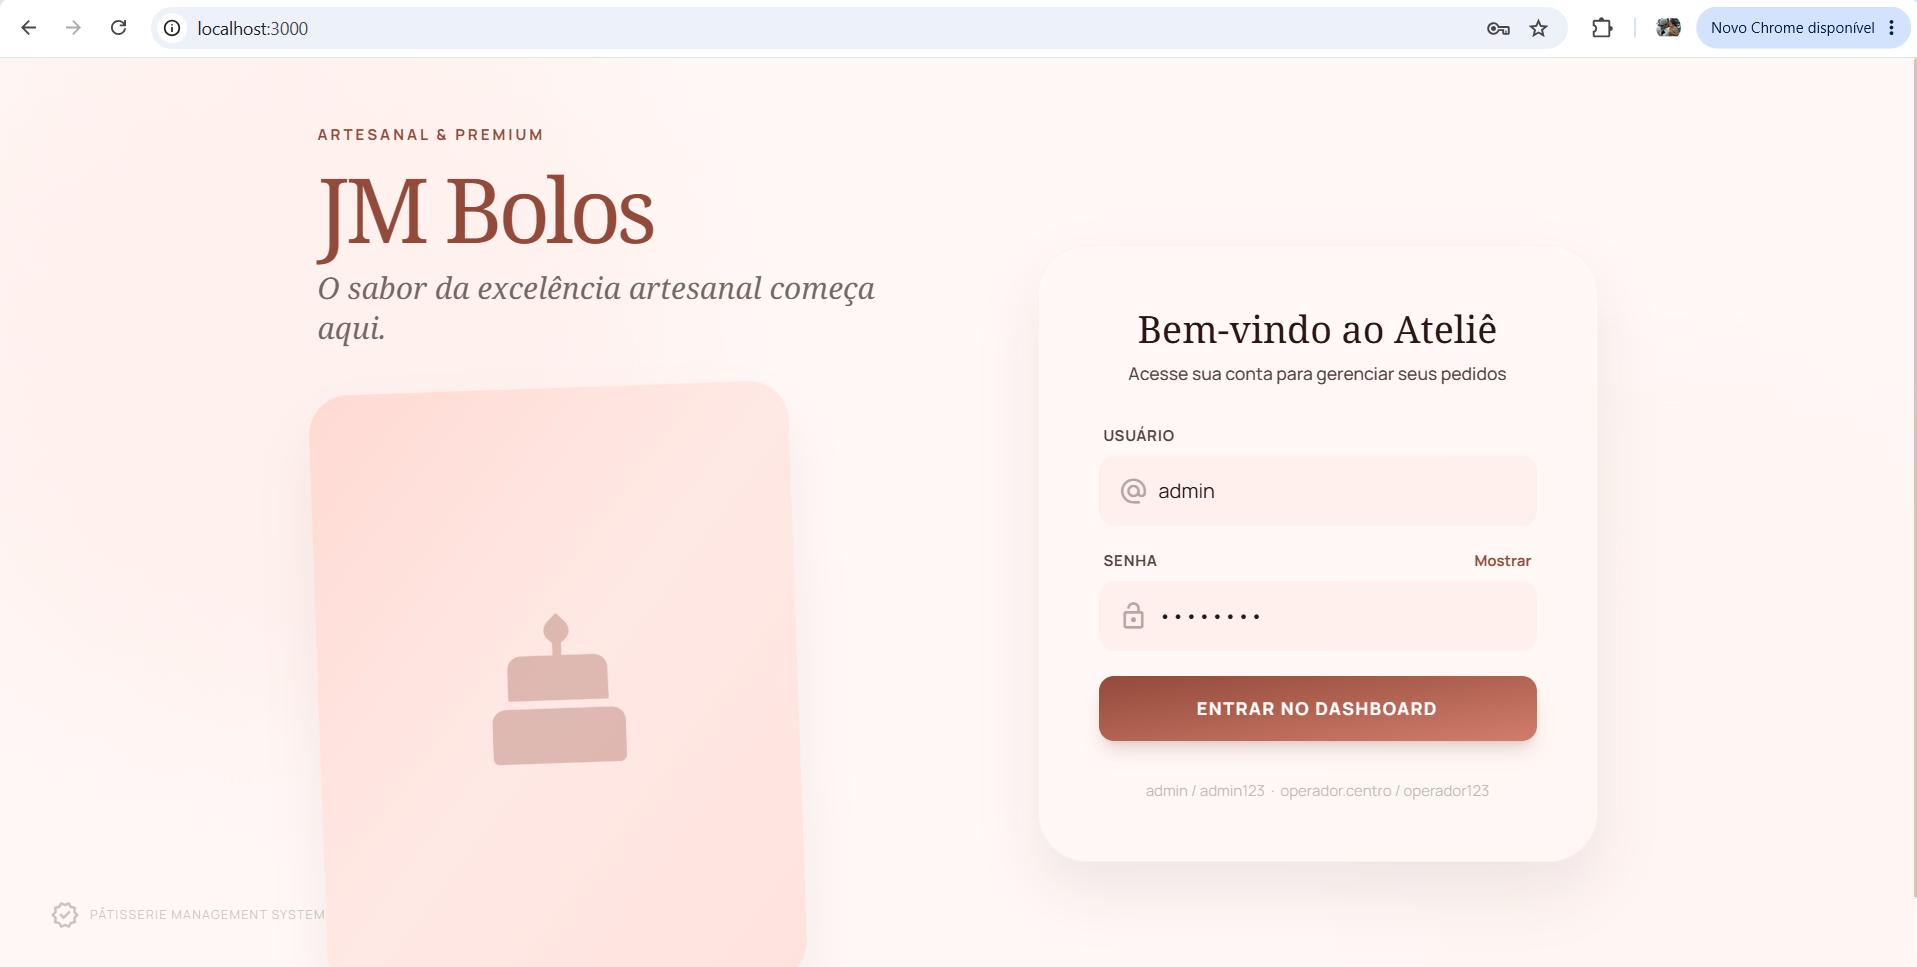 localhost:3000
Novo Chrome disponível
ARTESANAL & PREMIUM
JM Bolos
O sabor da excelência artesanal começa
aqui.
Bem-vindo ao Ateliê
Acesse sua conta para gerenciar seus pedidos
USUÁRIO
admin
SENHA
Mostrar
••••••••
ENTRAR NO DASHBOARD
admin / admin123 · operador.centro / operador123
PÂTISSERIE MANAGEMENT SYSTEM